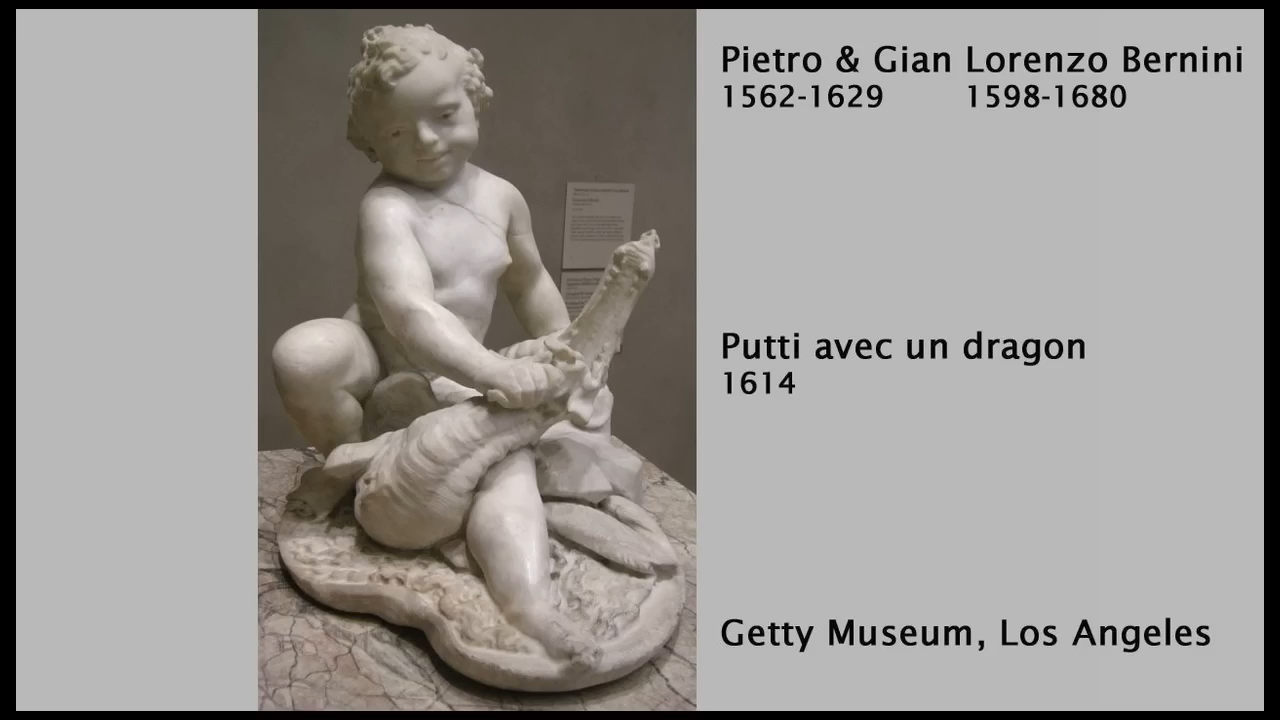 Pietro & Gian Lorenzo Bernini
1562-1629 1598-1680
Putti avec un dragon
1614
Getty Museum, Los Angeles